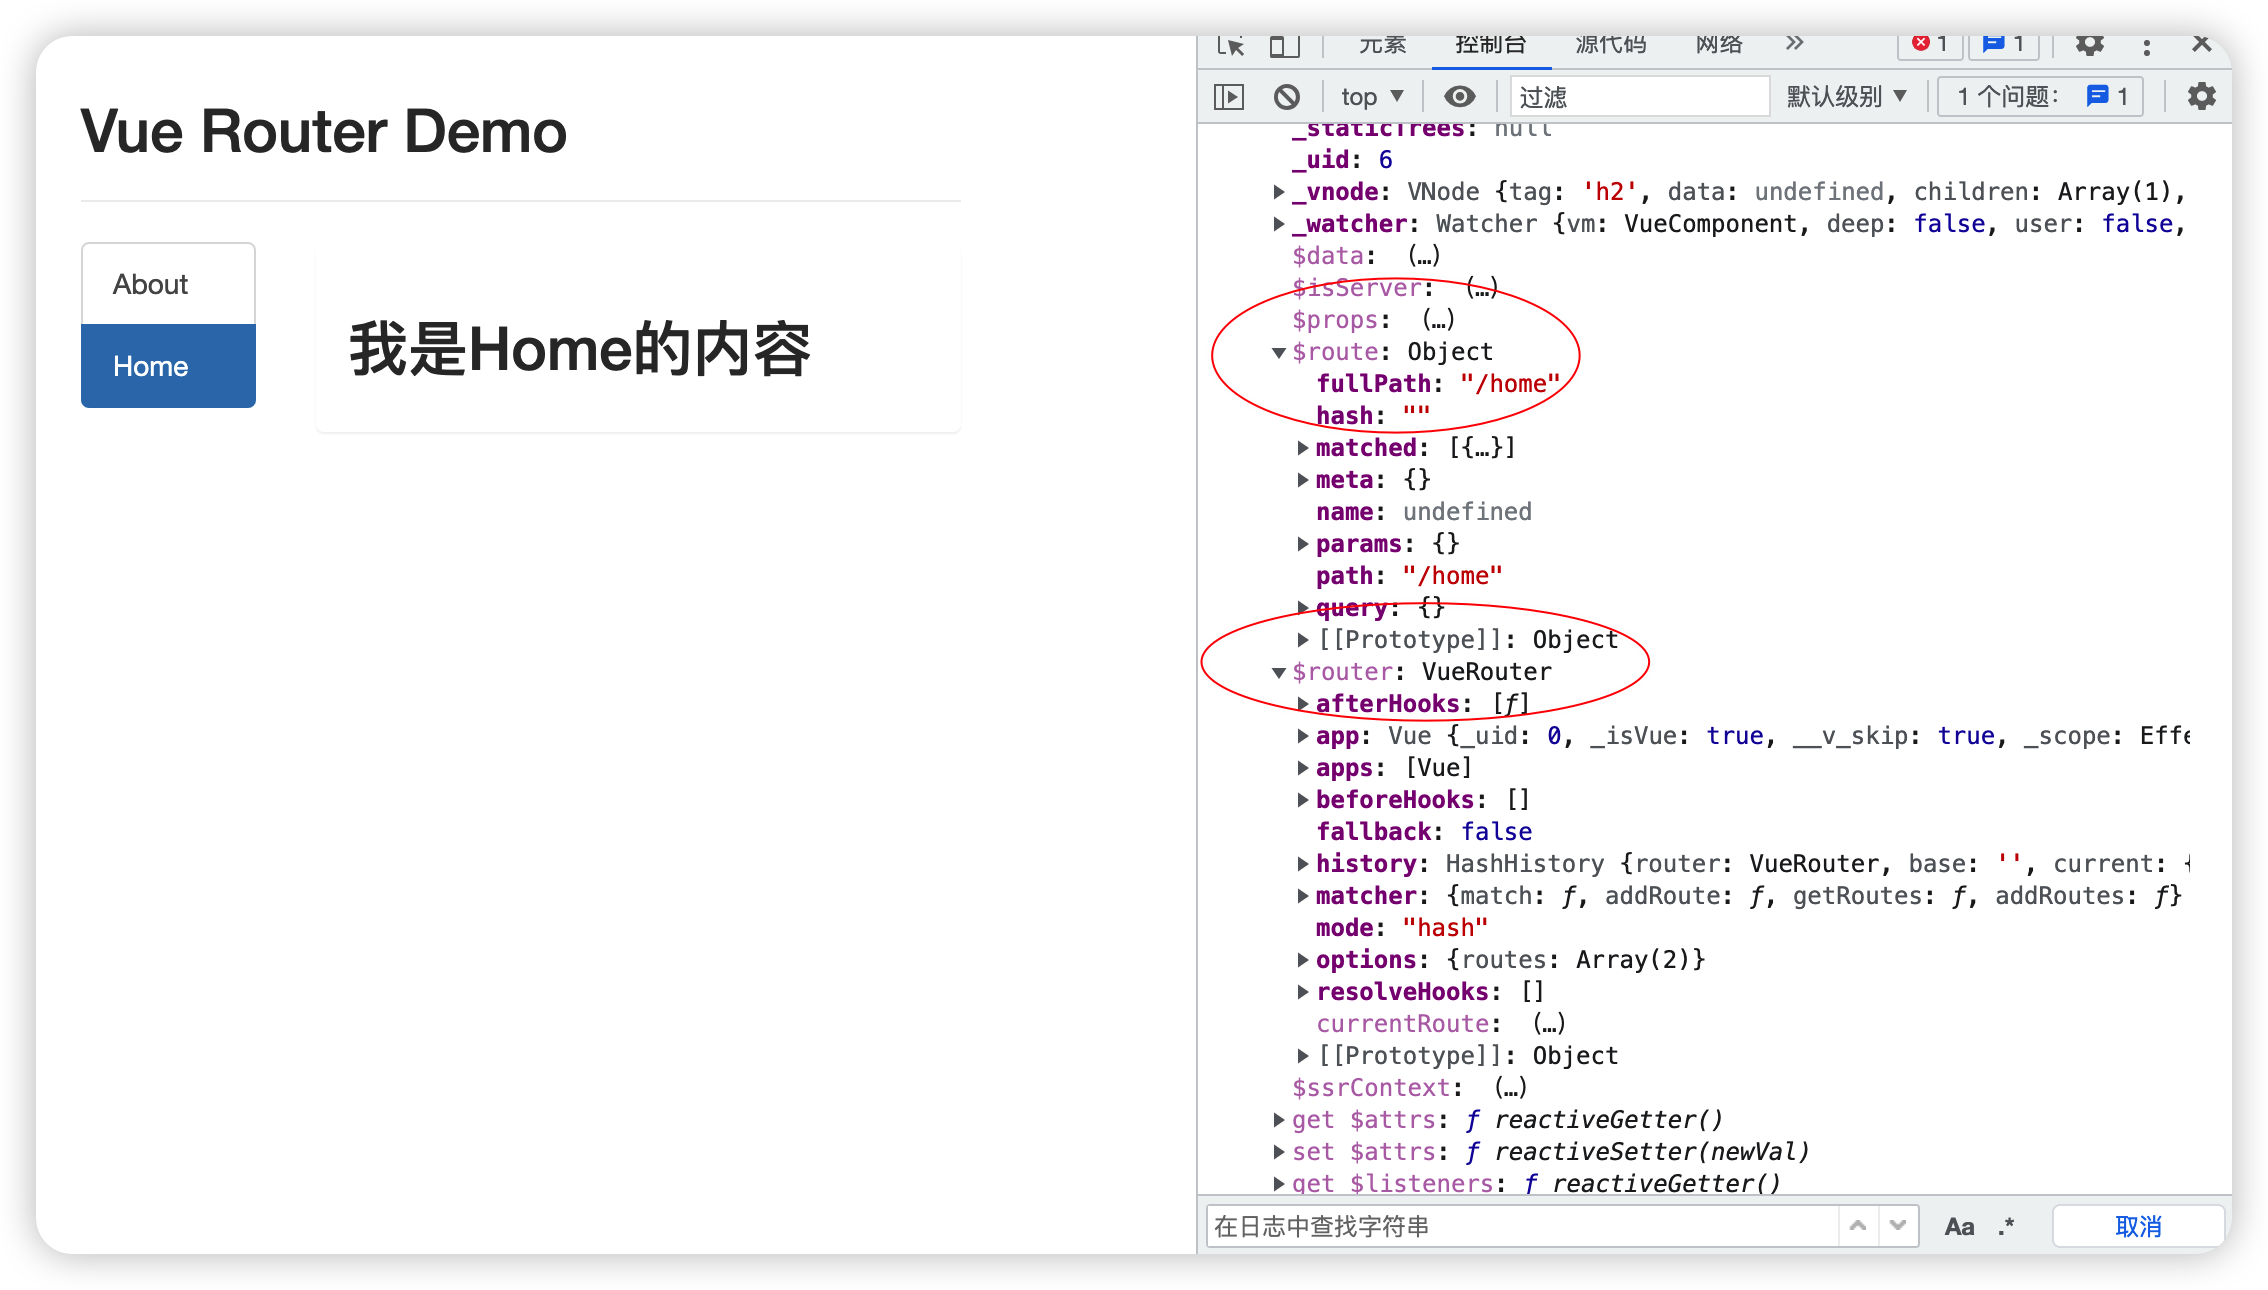 Vue Router Demo
About
Home
我是Home的内容
元素 控制台 源代码 网络 » 1 1
top ▼ 过滤 默认级别 ▼ 1 个问题: 1
_staticTrees: null
_uid: 6
▶ _vnode: VNode {tag: 'h2', data: undefined, children: Array(1),
▶ _watcher: Watcher {vm: VueComponent, deep: false, user: false,
$data: (…)
$isServer: (…)
$props: (…)
▼ $route: Object
fullPath: "/home"
hash: ""
▶ matched: [{…}]
▶ meta: {}
name: undefined
▶ params: {}
path: "/home"
▶ query: {}
▶ [[Prototype]]: Object
▼ $router: VueRouter
▶ afterHooks: [ƒ]
▶ app: Vue {_uid: 0, _isVue: true, __v_skip: true, _scope: Effe
▶ apps: [Vue]
▶ beforeHooks: []
fallback: false
▶ history: HashHistory {router: VueRouter, base: '', current: {
▶ matcher: {match: ƒ, addRoute: ƒ, getRoutes: ƒ, addRoutes: ƒ}
mode: "hash"
▶ options: {routes: Array(2)}
▶ resolveHooks: []
currentRoute: (…)
▶ [[Prototype]]: Object
$ssrContext: (…)
▶ get $attrs: ƒ reactiveGetter()
▶ set $attrs: ƒ reactiveSetter(newVal)
▶ get $listeners: ƒ reactiveGetter()
在日志中查找字符串 Aa .* 取消